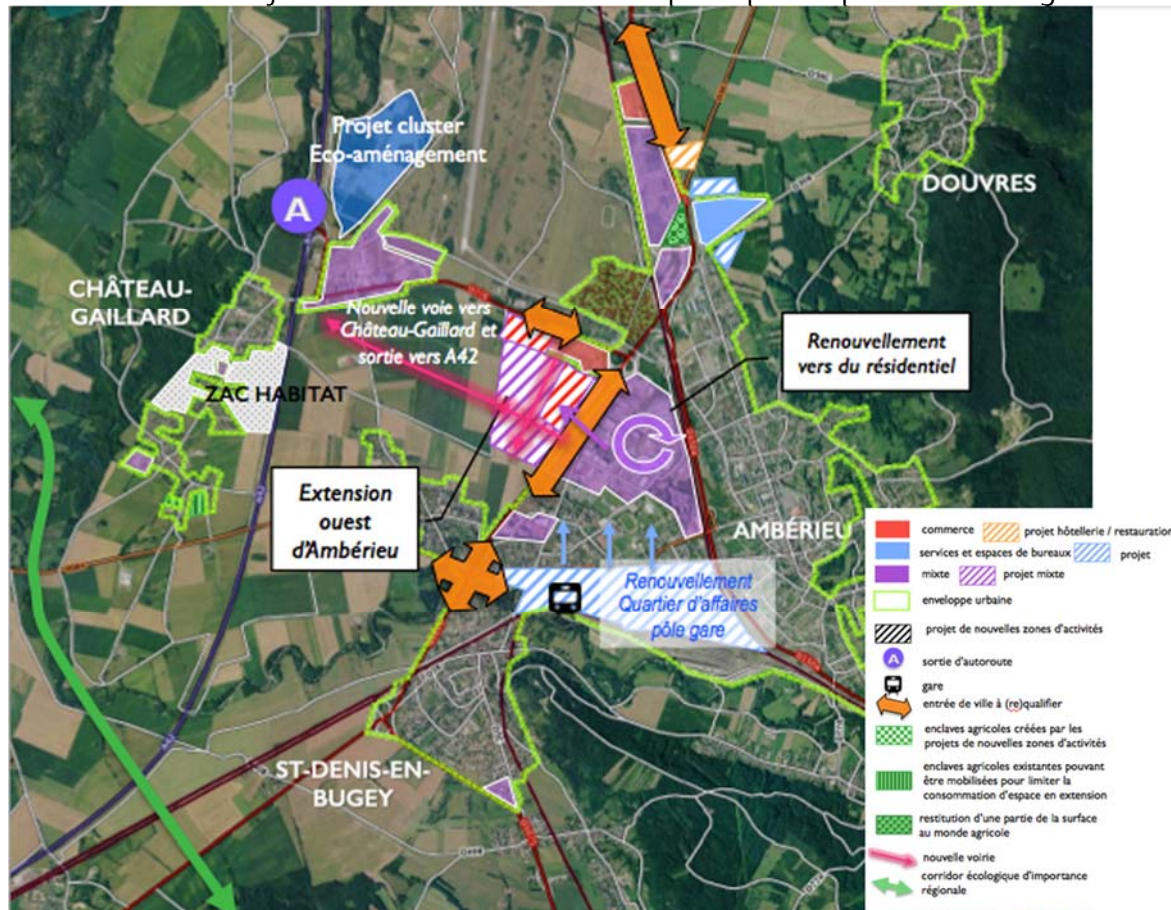 Projet cluster
Eco-aménagement
A
DOUVRES
CHÂTEAU-
GAILLARD
Nouvelle voie vers
Château-Gaillard et
sortie vers A42
Renouvellement
vers du résidentiel
ZAC HABITAT
Extension
ouest
d'Ambérieu
AMBÉRIEU
Renouvellement
Quartier d'affaires
pôle gare
ST-DENIS-EN-
BUGEY
commerce
projet hôtellerie / restauration
services et espaces de bureaux
projet
mixte
projet mixte
enveloppe urbaine
projet de nouvelles zones d'activités
A
sortie d'autoroute
gare
entrée de ville à (re)qualifier
enclaves agricoles créées par les
projets de nouvelles zones d'activités
enclaves agricoles existantes pouvant
être mobilisées pour limiter la
consommation d'espace en extension
restitution d'une partie de la surface
au monde agricole
nouvelle voirie
corridor écologique d'importance
régionale